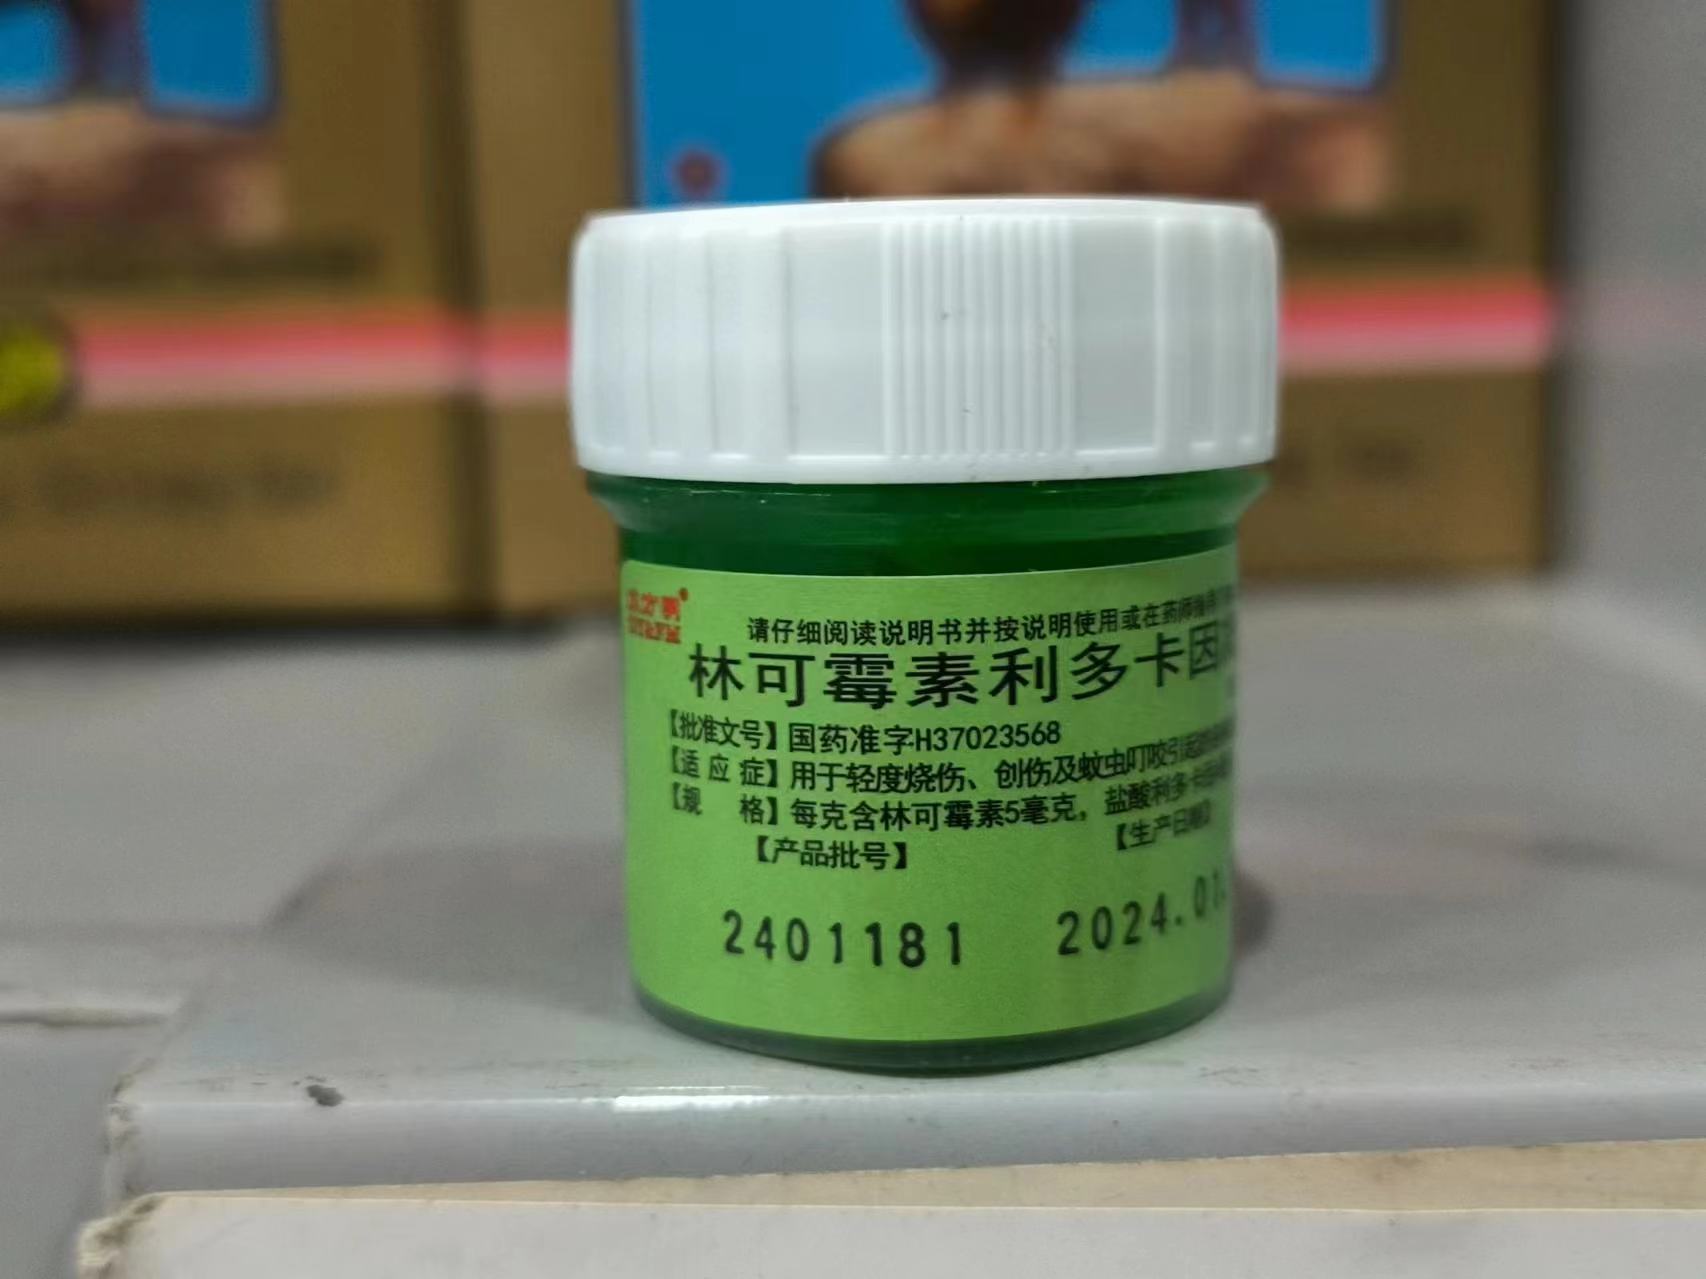 请仔细阅读说明书并按说明使用或在药师指导
林可霉素利多卡因
【批准文号】国药准字H37023568
【适应症】用于轻度烧伤、创伤及蚊虫叮咬引起
【规 格】每克含林可霉素5毫克，盐酸利多卡因
【产品批号】 【生产日期】
2401181 2024.01.